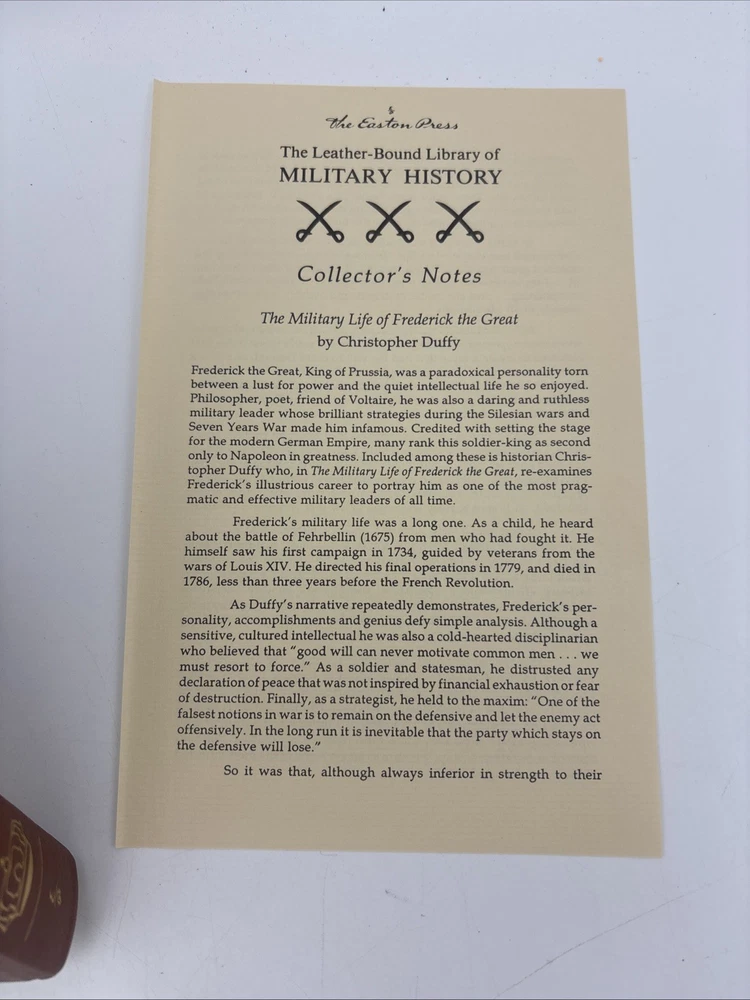 The Easton Press
The Leather-Bound Library of
MILITARY HISTORY
Collector's Notes
The Military Life of Frederick the Great
by Christopher Duffy
Frederick the Great, King of Prussia, was a paradoxical personality torn
between a lust for power and the quiet intellectual life he so enjoyed.
Philosopher, poet, friend of Voltaire, he was also a daring and ruthless
military leader whose brilliant strategies during the Silesian wars and
Seven Years War made him infamous. Credited with setting the stage
for the modern German Empire, many rank this soldier-king as second
only to Napoleon in greatness. Included among these is historian Chris-
topher Duffy who, in The Military Life of Frederick the Great, re-examines
Frederick's illustrious career to portray him as one of the most prag-
matic and effective military leaders of all time.
Frederick's military life was a long one. As a child, he heard
about the battle of Fehrbellin (1675) from men who had fought it. He
himself saw his first campaign in 1734, guided by veterans from the
wars of Louis XIV. He directed his final operations in 1779, and died in
1786, less than three years before the French Revolution.
As Duffy's narrative repeatedly demonstrates, Frederick's per-
sonality, accomplishments and genius defy simple analysis. Although a
sensitive, cultured intellectual he was also a cold-hearted disciplinarian
who believed that "good will can never motivate common men . . . we
must resort to force." As a soldier and statesman, he distrusted any
declaration of peace that was not inspired by financial exhaustion or fear
of destruction. Finally, as a strategist, he held to the maxim: "One of the
falsest notions in war is to remain on the defensive and let the enemy act
offensively. In the long run it is inevitable that the party which stays on
the defensive will lose."
So it was that, although always inferior in strength to their